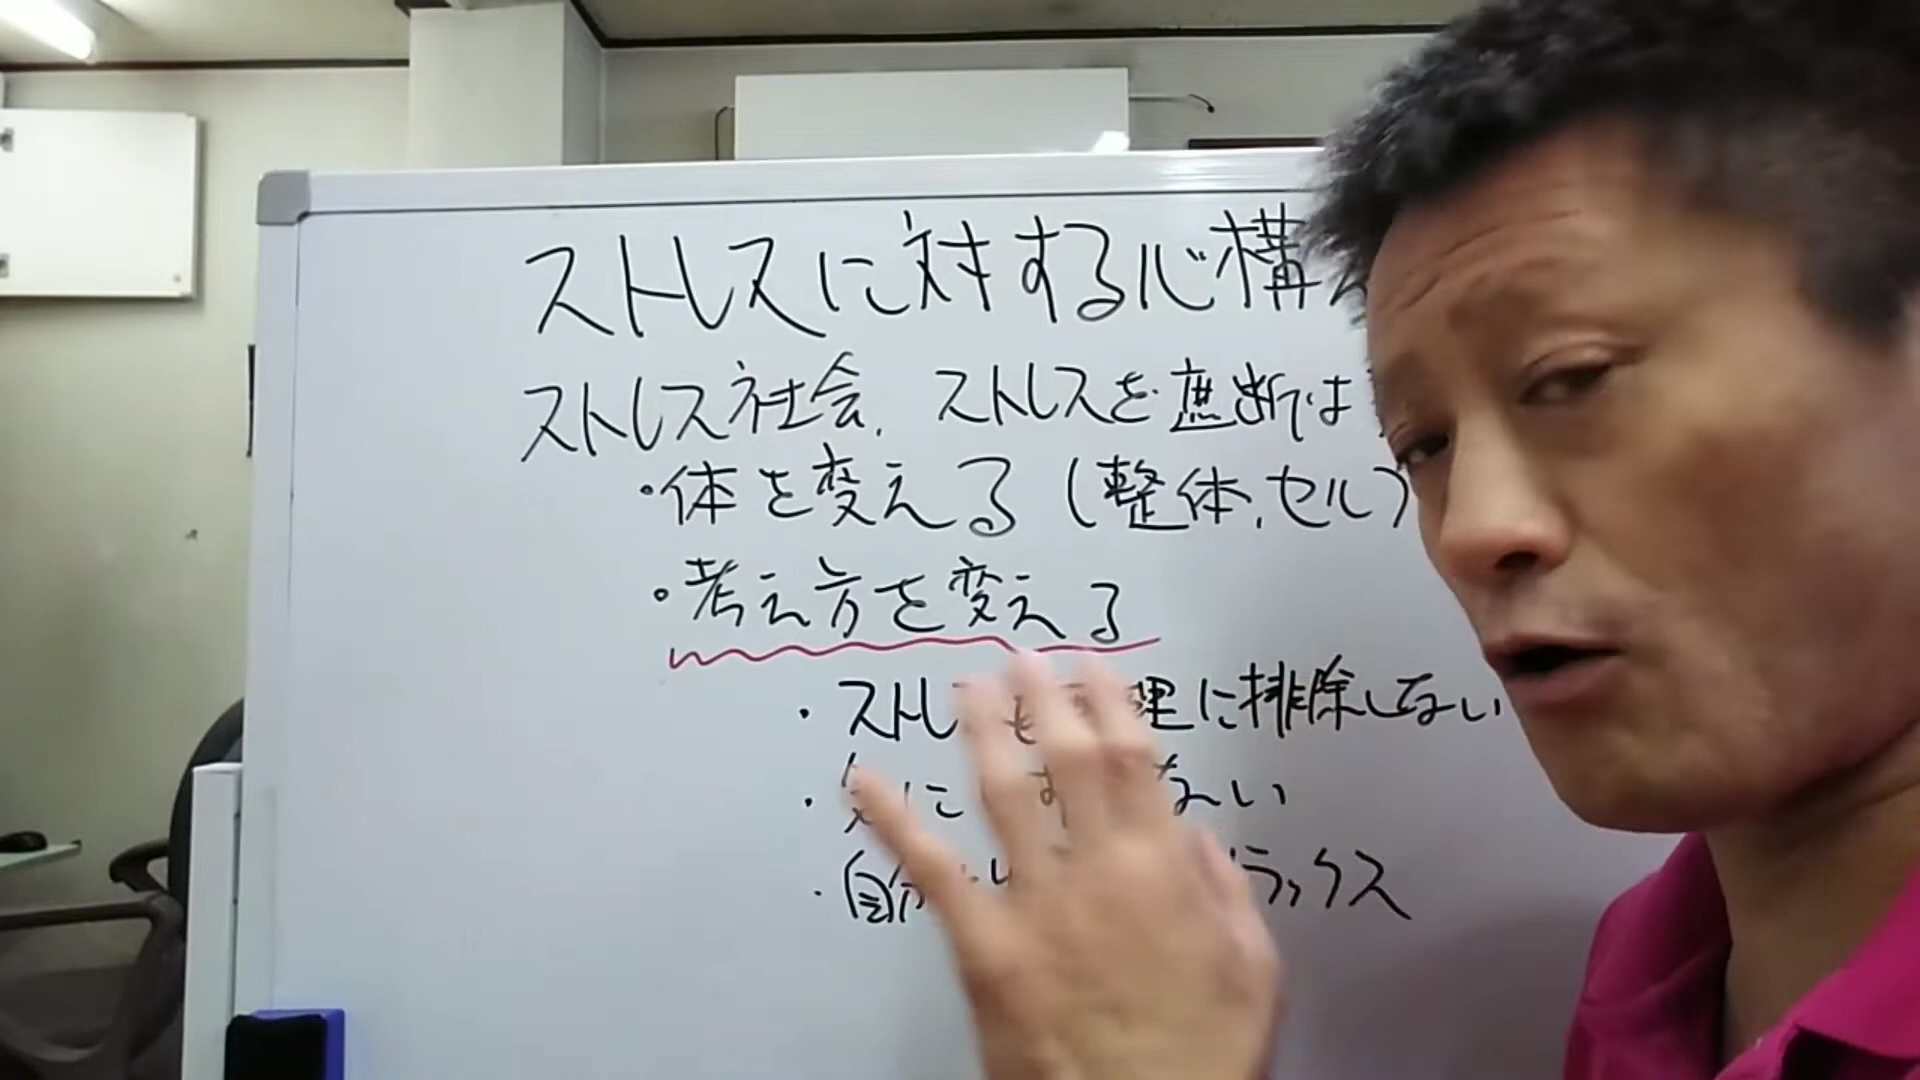 ストレスに対する心構
ストレス社会、ストレスを遮断は
・体を変える(整体、セル)
・考え方を変える
・ストレ 理に排除しない
・気に ない
・自分 ラックス